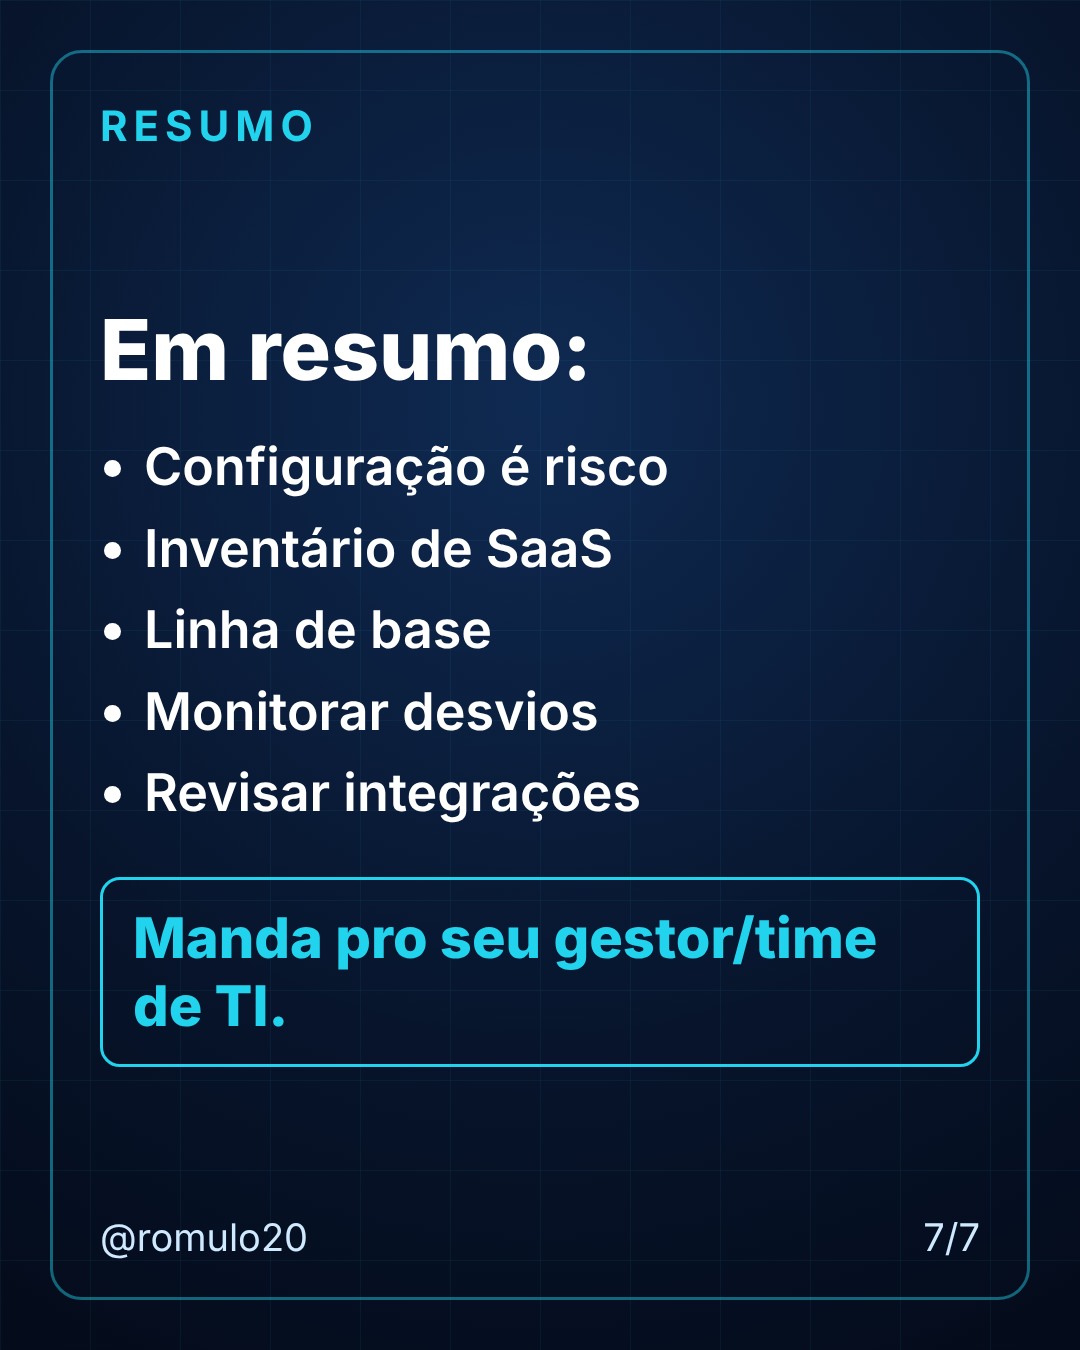 RESUMO
Em resumo:
• Configuração é risco
• Inventário de SaaS
• Linha de base
• Monitorar desvios
• Revisar integrações
Manda pro seu gestor/time
de TI.
@romulo20
7/7